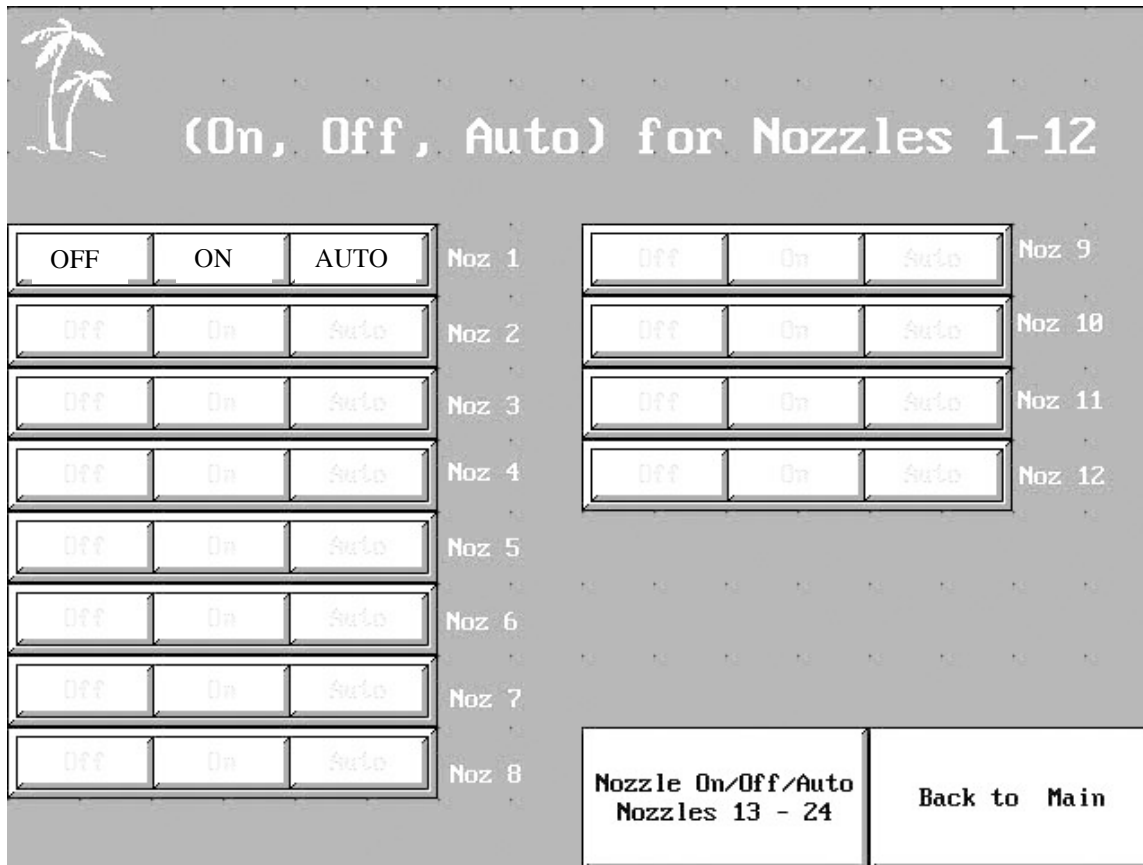 (On, Off, Auto) for Nozzles 1-12
OFF ON AUTO Noz 1
Off On Auto Noz 2
Off On Auto Noz 3
Off On Auto Noz 4
Off On Auto Noz 5
Off On Auto Noz 6
Off On Auto Noz 7
Off On Auto Noz 8
Off On Auto Noz 9
Off On Auto Noz 10
Off On Auto Noz 11
Off On Auto Noz 12
Nozzle On/Off/Auto
Nozzles 13 - 24
Back to Main